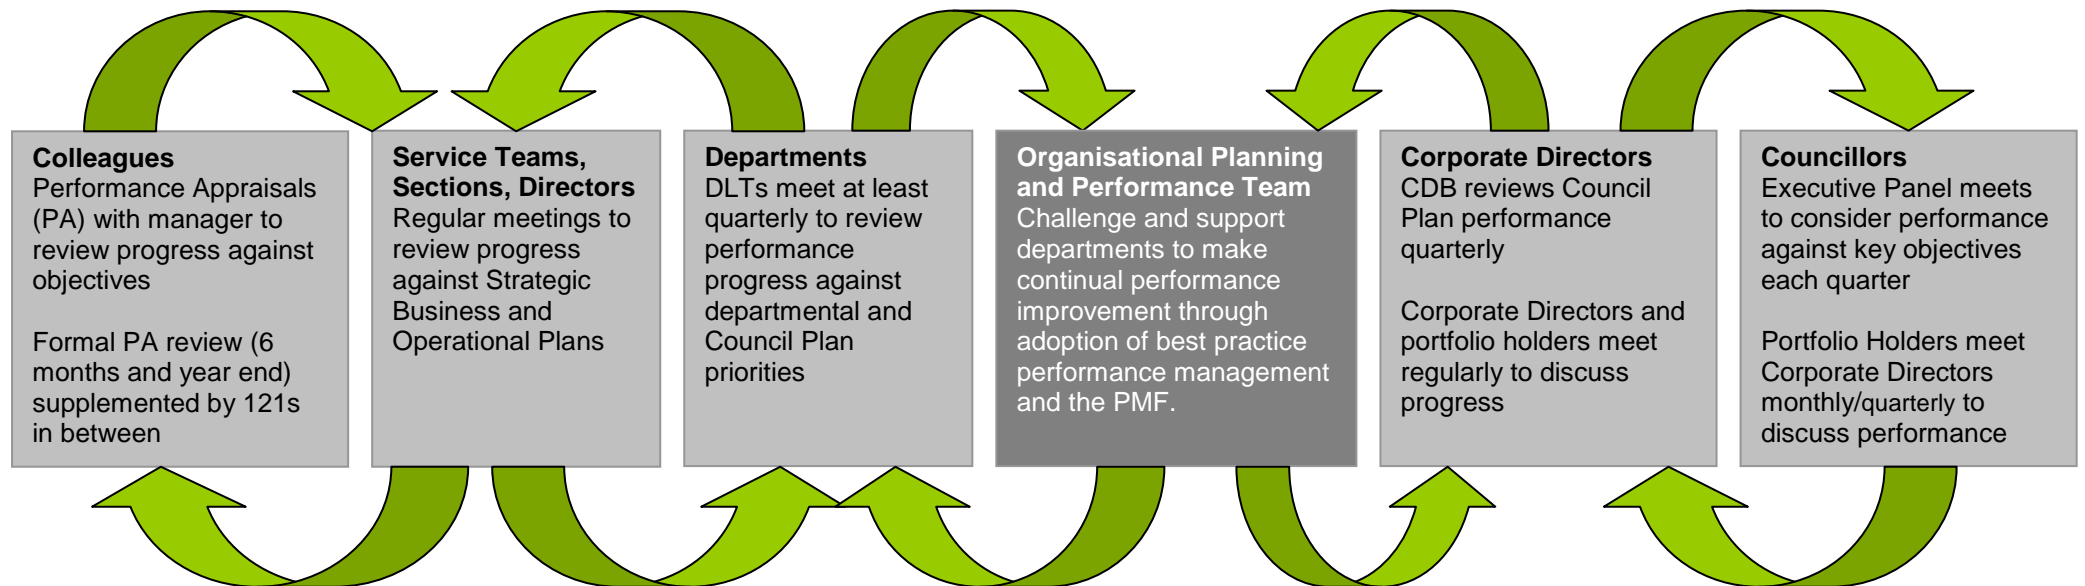 Colleagues
Performance Appraisals
(PA) with manager to
review progress against
objectives
Formal PA review (6
months and year end)
supplemented by 121s
in between
Service Teams,
Sections, Directors
Regular meetings to
review progress
against Strategic
Business and
Operational Plans
Departments
DLTs meet at least
quarterly to review
performance
progress against
departmental and
Council Plan
priorities
Organisational Planning
and Performance Team
Challenge and support
departments to make
continual performance
improvement through
adoption of best practice
performance management
and the PMF.
Corporate Directors
CDB reviews Council
Plan performance
quarterly
Corporate Directors and
portfolio holders meet
regularly to discuss
progress
Councillors
Executive Panel meets
to consider performance
against key objectives
each quarter
Portfolio Holders meet
Corporate Directors
monthly/quarterly to
discuss performance